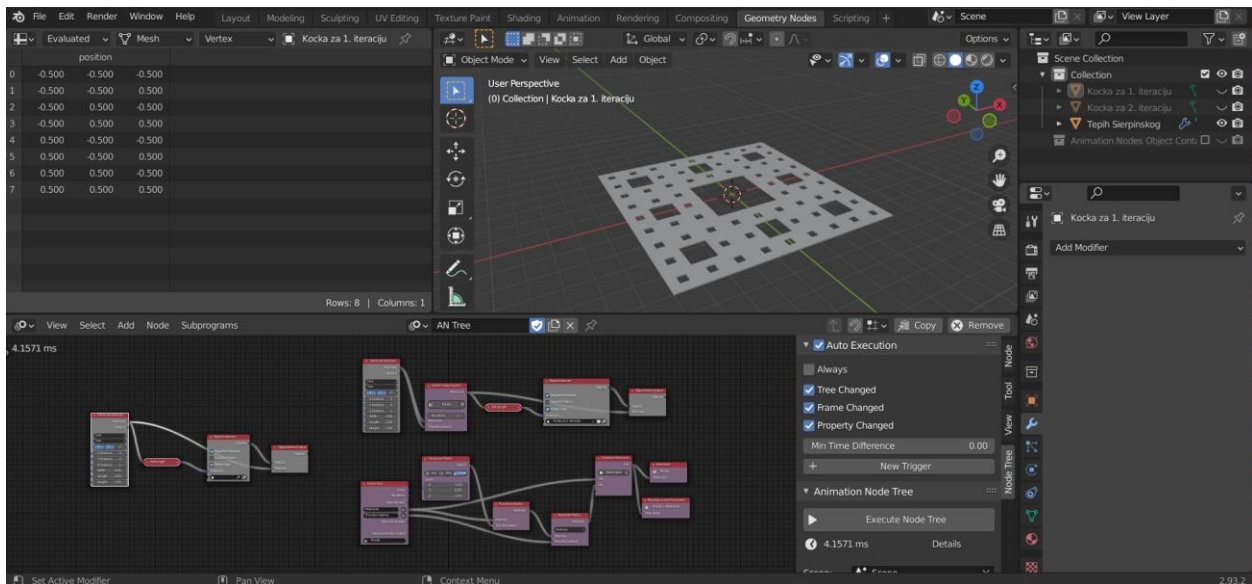 File Edit Render Window Help Layout Modeling Sculpting UV Editing Texture Paint Shading Animation Rendering Compositing Geometry Nodes Scripting + Scene View Layer
Evaluated Mesh Vertex Kocka za 1. iteraciju
Global Options
position
0 -0.500 -0.500 -0.500
1 -0.500 -0.500 0.500
2 -0.500 0.500 -0.500
3 -0.500 0.500 0.500
4 0.500 -0.500 -0.500
5 0.500 -0.500 0.500
6 0.500 0.500 -0.500
7 0.500 0.500 0.500
Rows: 8 | Columns: 1
Object Mode View Select Add Object
User Perspective
(0) Collection | Kocka za 1. iteraciju
Z
Y
X
Scene Collection
Collection
Kocka za 1. iteraciju
Kocka za 2. iteraciju
Tepih Sierpinskog
Animation Nodes Object Cont
Kocka za 1. iteraciju
Add Modifier
View Select Add Node Subprograms AN Tree Copy Remove
4.1571 ms
Auto Execution
Always
Tree Changed
Frame Changed
Property Changed
Min Time Difference 0.00
+ New Trigger
Animation Node Tree
Execute Node Tree
4.1571 ms Details
Node
Tool
View
Node Tree
Set Active Modifier Pan View Context Menu 2.93.2